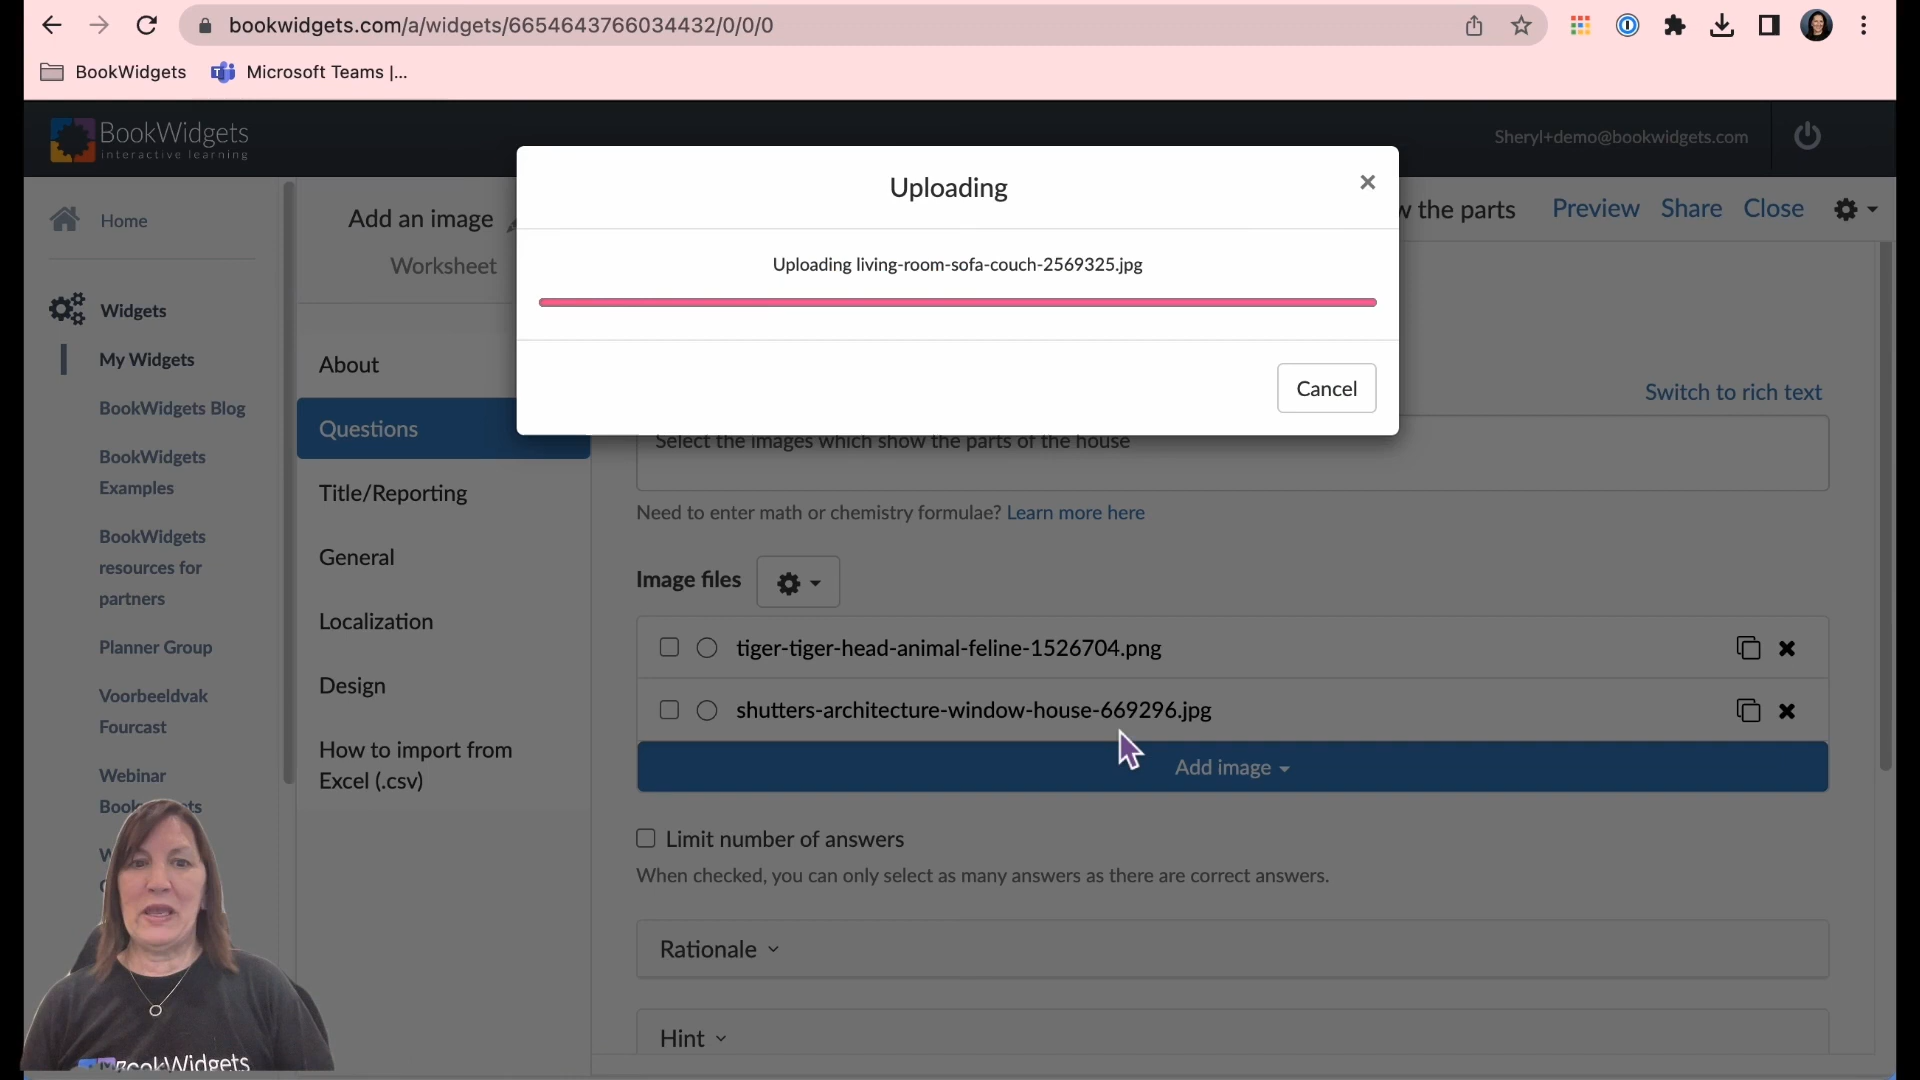 bookwidgets.com/a/widgets/6654643766034432/0/0/0
BookWidgets
Microsoft Teams |...
BookWidgets
interactive learning
Sheryl+demo@bookwidgets.com
Uploading
Uploading living-room-sofa-couch-2569325.jpg
Cancel
Home
Widgets
My Widgets
BookWidgets Blog
BookWidgets
Examples
BookWidgets
resources for
partners
Planner Group
Voorbeeldvak
Fourcast
Webinar
Add an image
Worksheet
About
Questions
Title/Reporting
General
Localization
Design
How to import from
Excel (.csv)
the parts
Preview
Share
Close
Switch to rich text
Select the images which show the parts of the house
Need to enter math or chemistry formulae? Learn more here
Image files
tiger-tiger-head-animal-feline-1526704.png
shutters-architecture-window-house-669296.jpg
Add image
Limit number of answers
When checked, you can only select as many answers as there are correct answers.
Rationale
Hint
BookWidgets